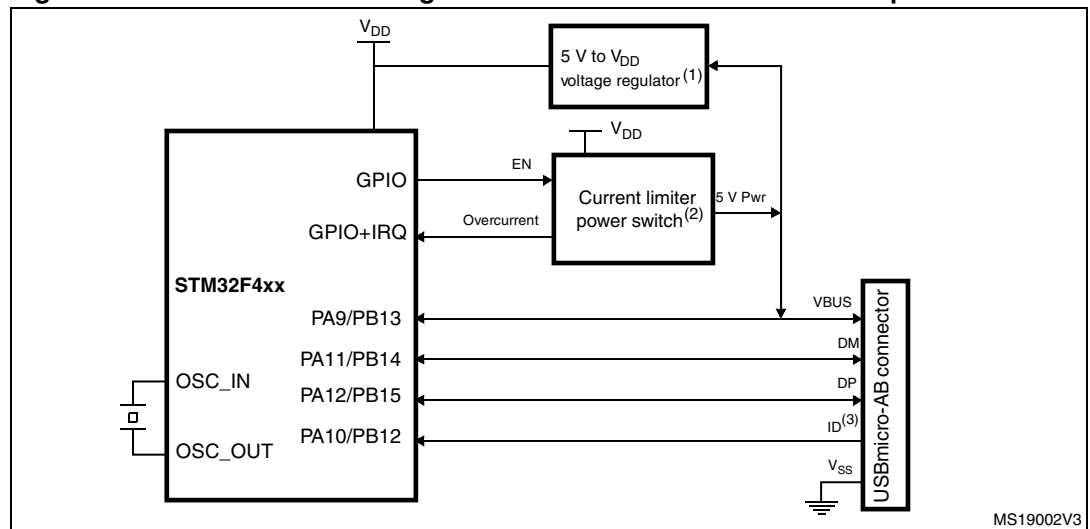 V_DD
5 V to V_DD
voltage regulator (1)
V_DD
GPIO
EN
Current limiter
power switch(2)
5 V Pwr
GPIO+IRQ
Overcurrent
STM32F4xx
PA9/PB13
VBUS
PA11/PB14
DM
OSC_IN
PA12/PB15
DP
PA10/PB12
ID(3)
OSC_OUT
V_SS
USBmicro-AB connector
MS19002V3